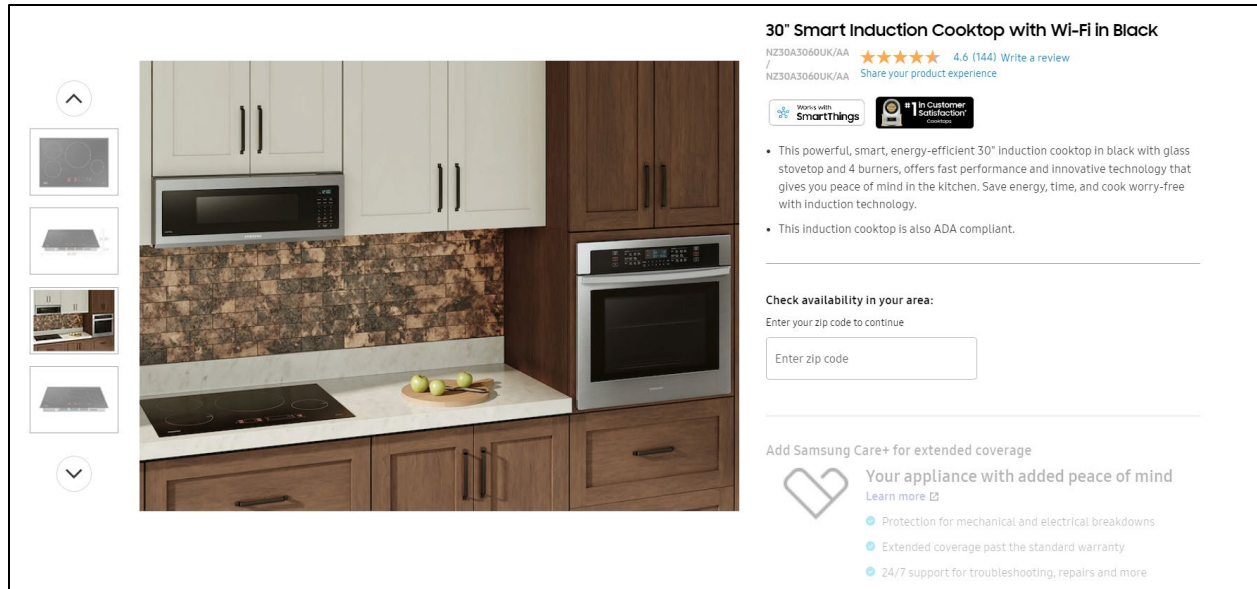 30" Smart Induction Cooktop with Wi-Fi in Black
NZ30A3060UK/AA
/
NZ30A3060UK/AA
4.6 (144) Write a review
Share your product experience
Works with
SmartThings
#1 in Customer
Satisfaction*
Cooktops
• This powerful, smart, energy-efficient 30" induction cooktop in black with glass
stovetop and 4 burners, offers fast performance and innovative technology that
gives you peace of mind in the kitchen. Save energy, time, and cook worry-free
with induction technology.
• This induction cooktop is also ADA compliant.
Check availability in your area:
Enter your zip code to continue
Enter zip code
Add Samsung Care+ for extended coverage
Your appliance with added peace of mind
Learn more
Protection for mechanical and electrical breakdowns
Extended coverage past the standard warranty
24/7 support for troubleshooting, repairs and more